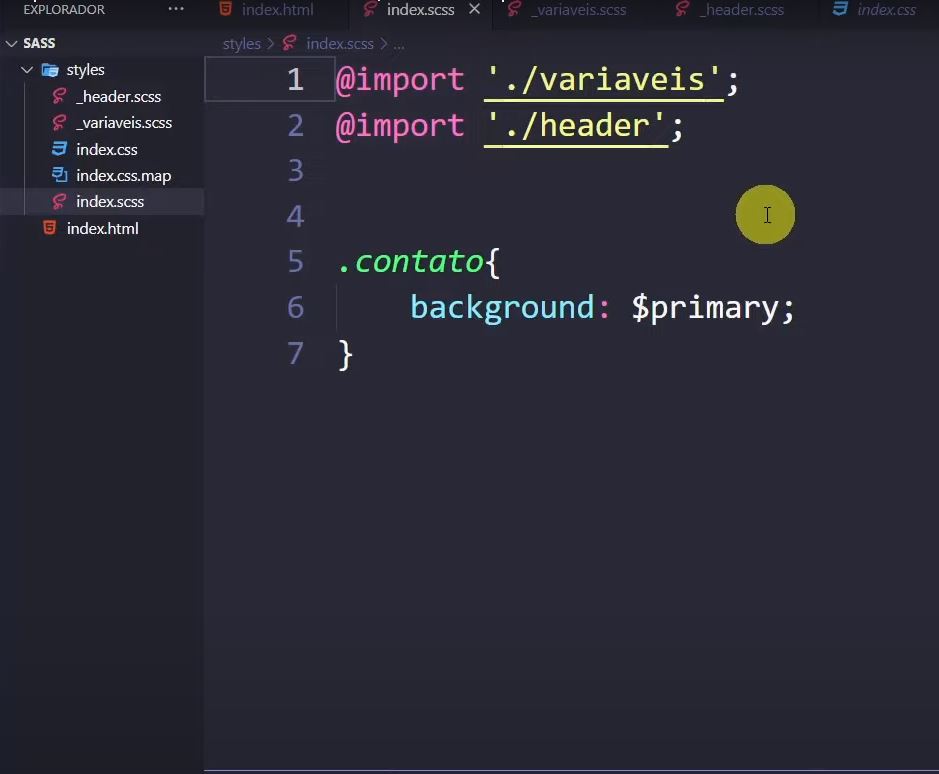 EXPLORADOR ...
index.html index.scss _variaveis.scss _header.scss index.css
SASS
styles > index.scss > ...
styles
_header.scss
_variaveis.scss
index.css
index.css.map
index.scss
index.html
1 @import './variaveis';
2 @import './header';
3
4
5 .contato{
6 background: $primary;
7 }